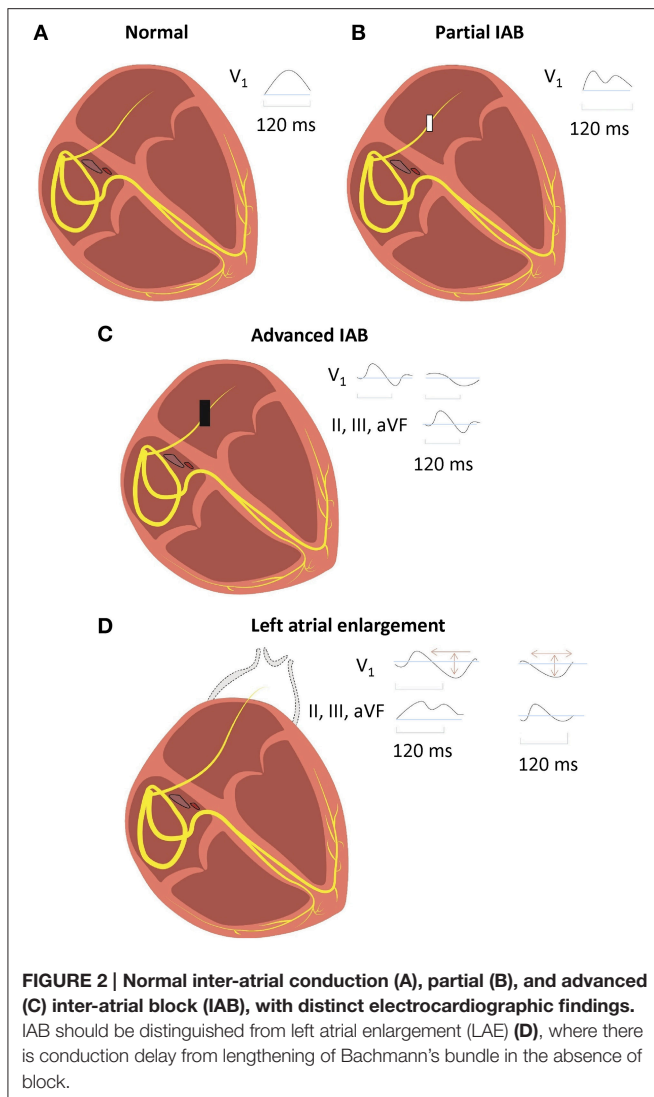 A
Normal
V1
120 ms
B
Partial IAB
V1
120 ms
C
Advanced IAB
V1
II, III, aVF
120 ms
D
Left atrial enlargement
V1
II, III, aVF
120 ms
120 ms
FIGURE 2 | Normal inter-atrial conduction (A), partial (B), and advanced
(C) inter-atrial block (IAB), with distinct electrocardiographic findings.
IAB should be distinguished from left atrial enlargement (LAE) (D), where there
is conduction delay from lengthening of Bachmann’s bundle in the absence of
block.